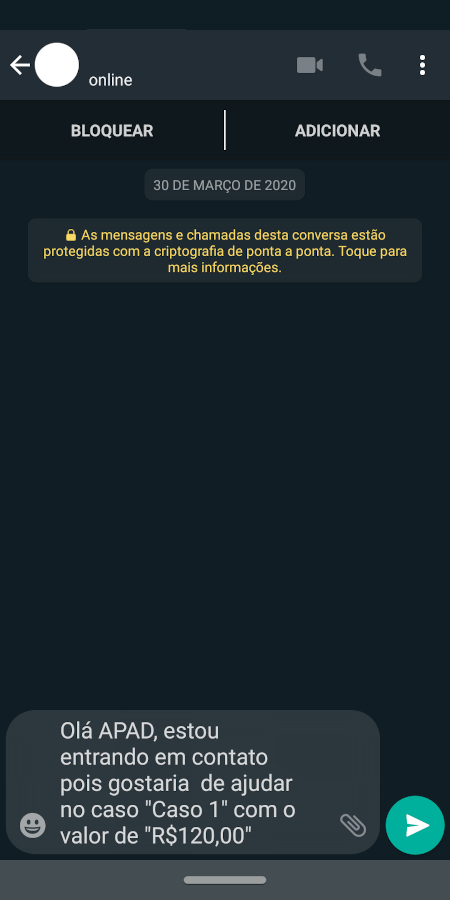 online
BLOQUEAR
ADICIONAR
30 DE MARÇO DE 2020
As mensagens e chamadas desta conversa estão
protegidas com a criptografia de ponta a ponta. Toque para
mais informações.
Olá APAD, estou
entrando em contato
pois gostaria  de ajudar
no caso "Caso 1" com o
valor de "R$120,00"